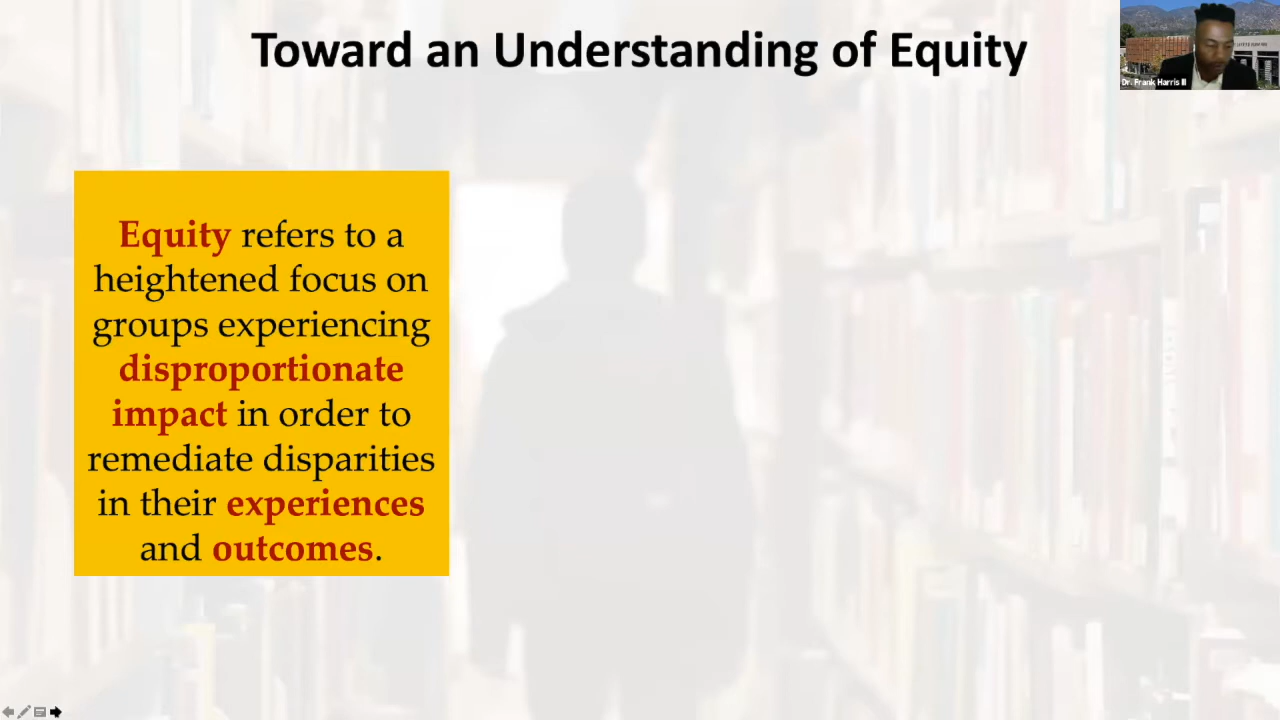 Toward an Understanding of Equity
Dr. Frank Harris III
Equity refers to a
heightened focus on
groups experiencing
disproportionate
impact in order to
remediate disparities
in their experiences
and outcomes.